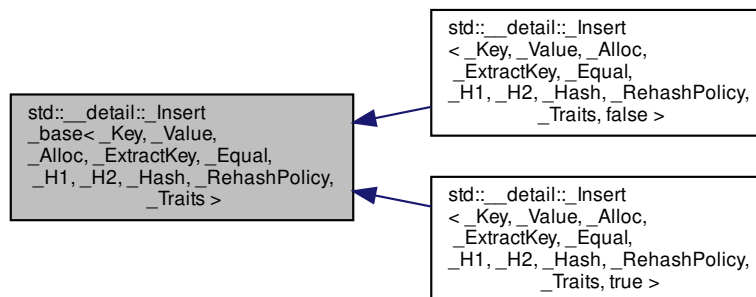 std::__detail::_Insert
_base< _Key, _Value,
_Alloc, _ExtractKey, _Equal,
_H1, _H2, _Hash, _RehashPolicy,
_Traits >
std::__detail::_Insert
< _Key, _Value, _Alloc,
_ExtractKey, _Equal,
_H1, _H2, _Hash, _RehashPolicy,
_Traits, false >
std::__detail::_Insert
< _Key, _Value, _Alloc,
_ExtractKey, _Equal,
_H1, _H2, _Hash, _RehashPolicy,
_Traits, true >